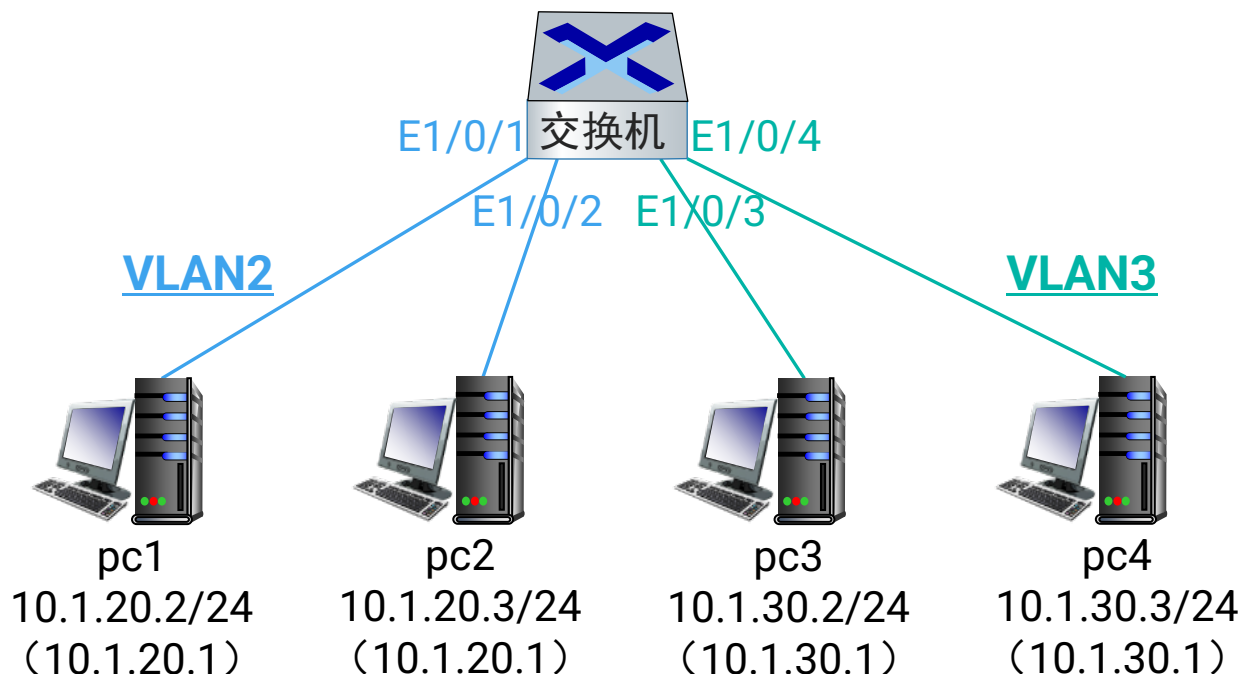 E1/0/1
交换机
E1/0/4
E1/0/2
E1/0/3
VLAN2
VLAN3
pc1
10.1.20.2/24
（10.1.20.1）
pc2
10.1.20.3/24
（10.1.20.1）
pc3
10.1.30.2/24
（10.1.30.1）
pc4
10.1.30.3/24
（10.1.30.1）